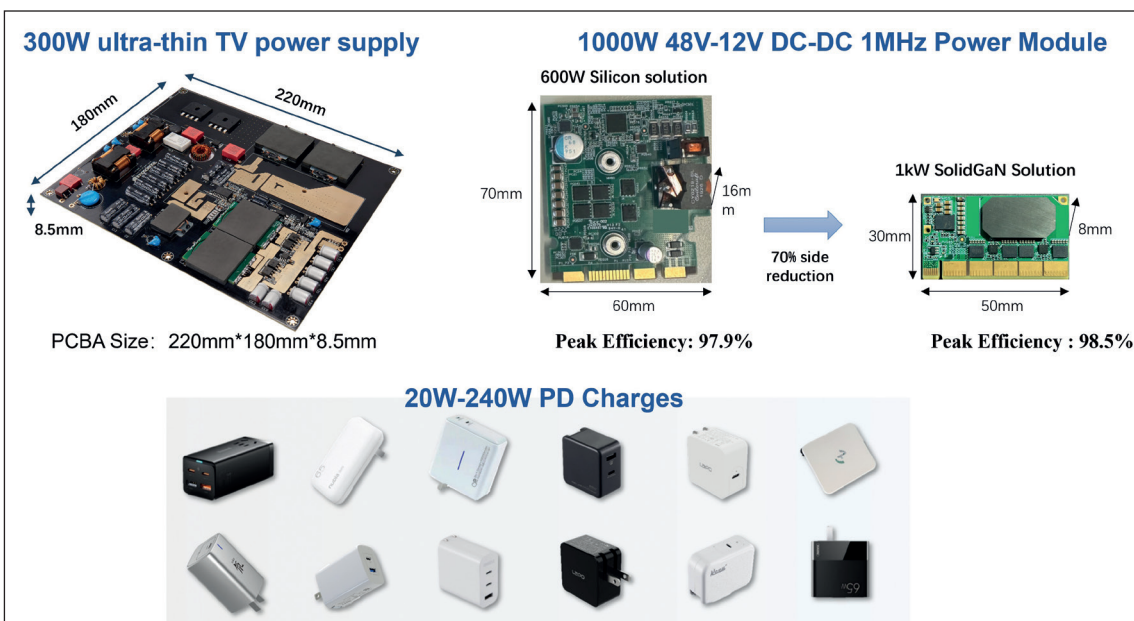 300W ultra-thin TV power supply
180mm
220mm
8.5mm
PCBA Size: 220mm*180mm*8.5mm
1000W 48V-12V DC-DC 1MHz Power Module
600W Silicon solution
70mm
16m
m
60mm
Peak Efficiency: 97.9%
70% side
reduction
1kW SolidGaN Solution
30mm
8mm
50mm
Peak Efficiency : 98.5%
20W-240W PD Charges
65W